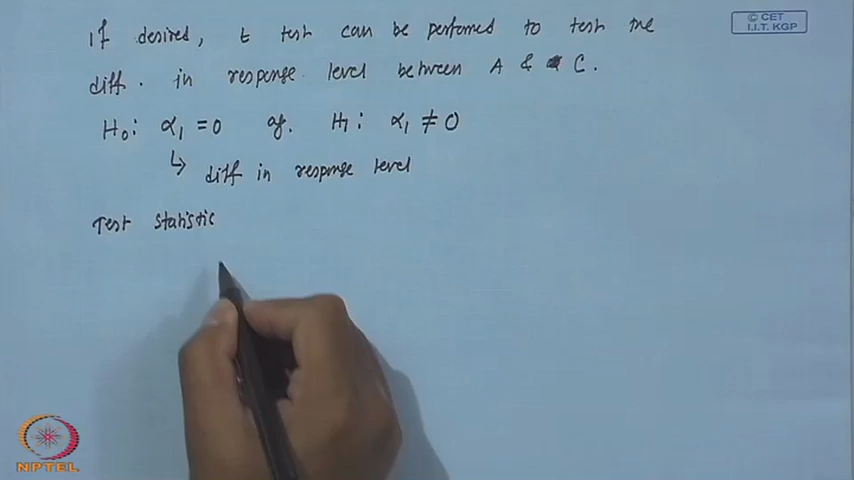 If desired, t test can be performed to test the
© CET
I.I.T. KGP
diff. in response level between A & C.
H₀: α₁ = 0 ag. H₁: α₁ ≠ 0
↳ diff in response level
Test statistic
NPTEL